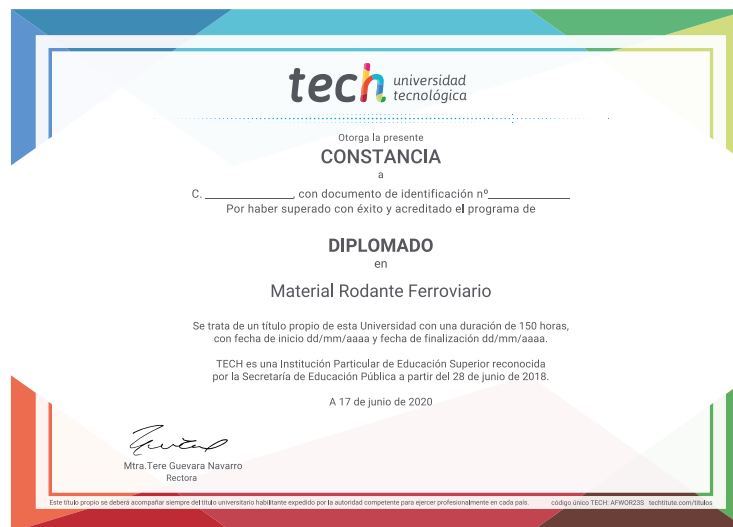 tech universidad
tecnológica
Otorga la presente
CONSTANCIA
a
C. ______________, con documento de identificación nº______________
Por haber superado con éxito y acreditado el programa de
DIPLOMADO
en
Material Rodante Ferroviario
Se trata de un título propio de esta Universidad con una duración de 150 horas,
con fecha de inicio dd/mm/aaaa y fecha de finalización dd/mm/aaaa.
TECH es una Institución Particular de Educación Superior reconocida
por la Secretaría de Educación Pública a partir del 28 de junio de 2018.
A 17 de junio de 2020
Mtra.Tere Guevara Navarro
Rectora
Este título propio se deberá acompañar siempre del título universitario habilitante expedido por la autoridad competente para ejercer profesionalmente en cada país. código único TECH: AFWOR23S techtitute.com/títulos